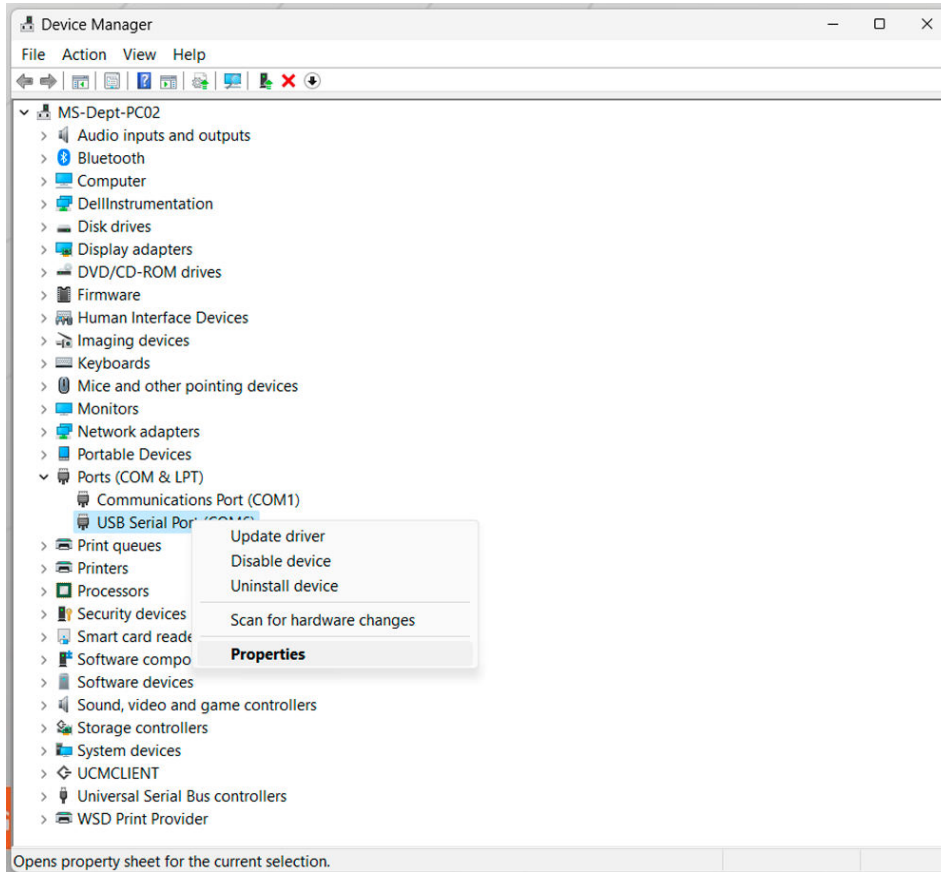 Device Manager
File Action View Help
MS-Dept-PC02
Audio inputs and outputs
Bluetooth
Computer
DellInstrumentation
Disk drives
Display adapters
DVD/CD-ROM drives
Firmware
Human Interface Devices
Imaging devices
Keyboards
Mice and other pointing devices
Monitors
Network adapters
Portable Devices
Ports (COM & LPT)
Communications Port (COM1)
USB Serial
Print queues
Printers
Processors
Security devices
Smart card
Software
Software devices
Sound, video and game controllers
Storage controllers
System devices
UCMCLIENT
Universal Serial Bus controllers
WSD Print Provider
Update driver
Disable device
Uninstall device
Scan for hardware changes
Properties
Opens property sheet for the current selection.